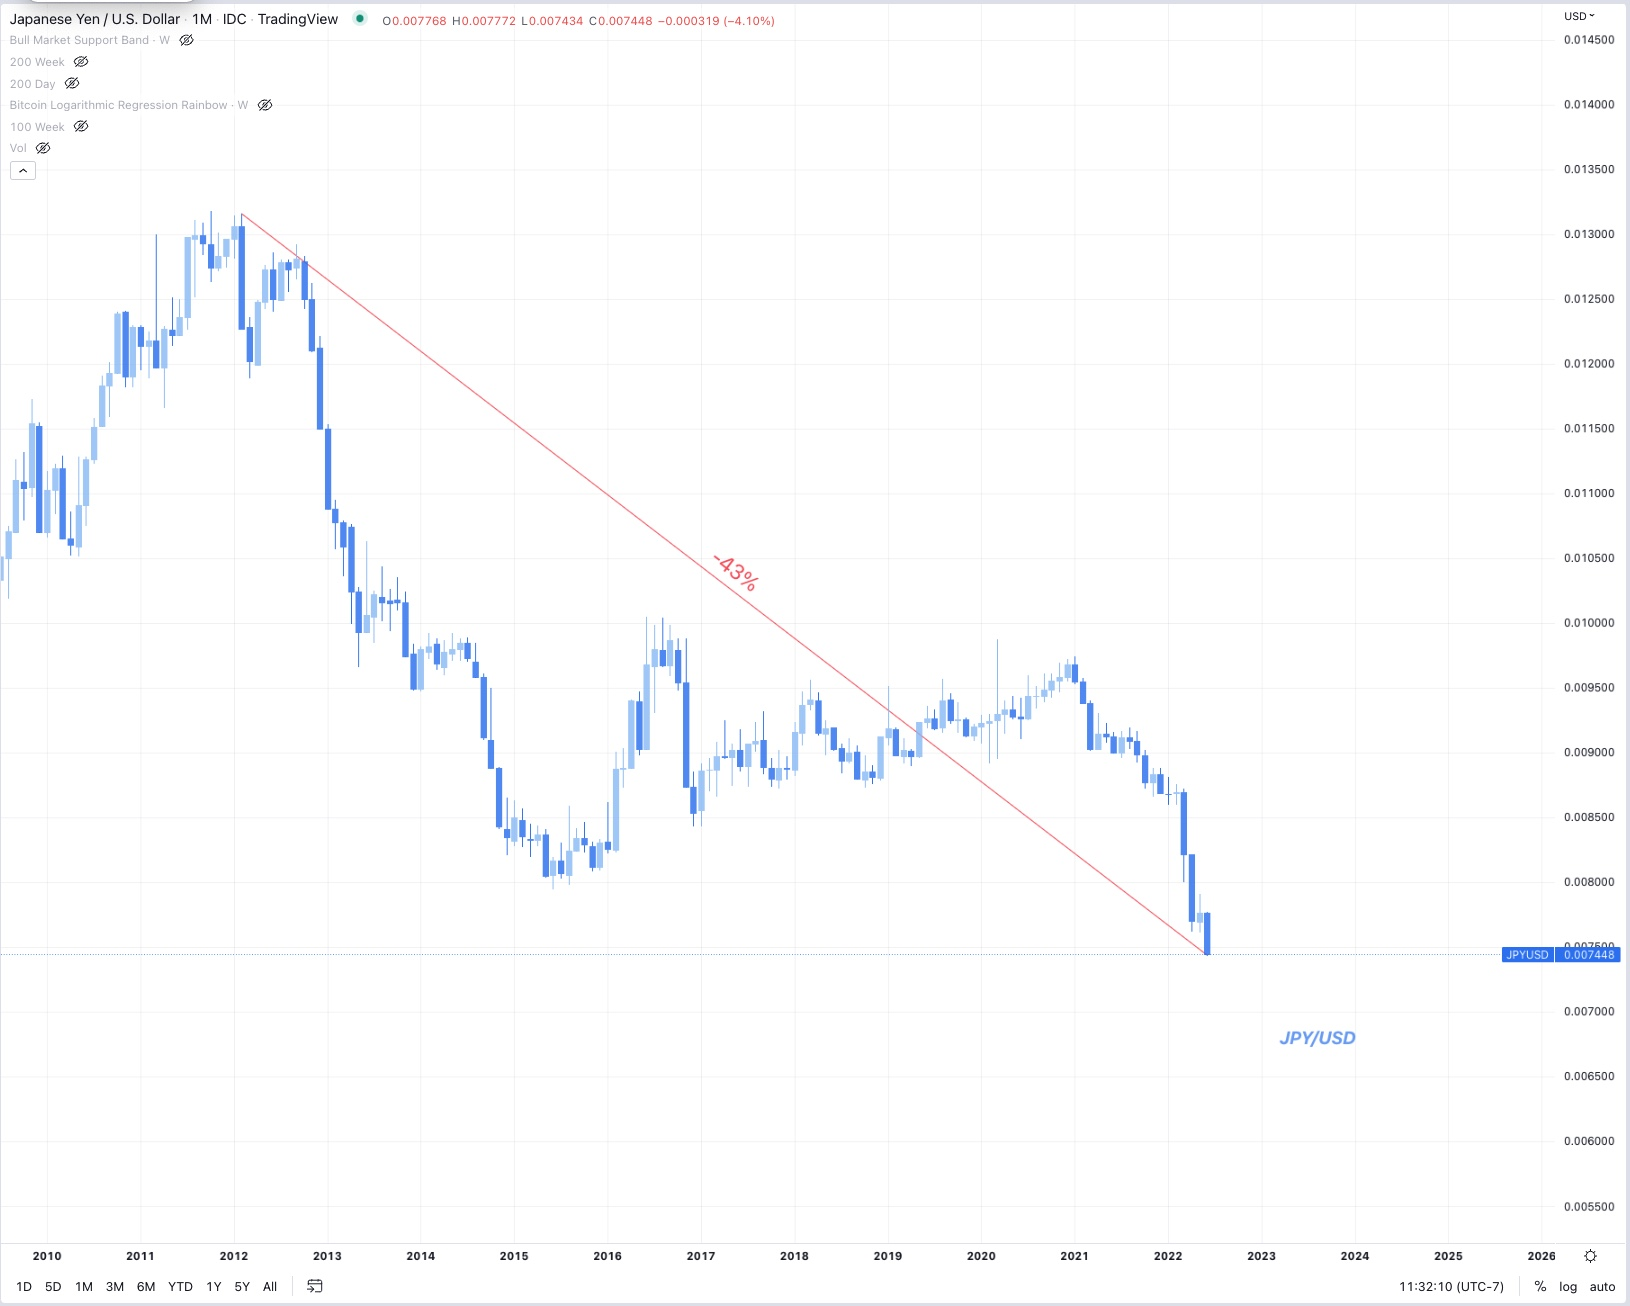 Japanese Yen / U.S. Dollar · 1M · IDC · TradingView O0.007768 H0.007772 L0.007434 C0.007448 −0.000319 (−4.10%)
USD
Bull Market Support Band · W
200 Week
200 Day
Bitcoin Logarithmic Regression Rainbow · W
100 Week
Vol
0.014500
0.014000
0.013500
0.013000
0.012500
0.012000
0.011500
0.011000
0.010500
-43%
0.010000
0.009500
0.009000
0.008500
0.008000
0.007500
JPYUSD 0.007448
0.007000
JPY/USD
0.006500
0.006000
0.005500
2010 2011 2012 2013 2014 2015 2016 2017 2018 2019 2020 2021 2022 2023 2024 2025 2026
1D 5D 1M 3M 6M YTD 1Y 5Y All 11:32:10 (UTC-7) % log auto